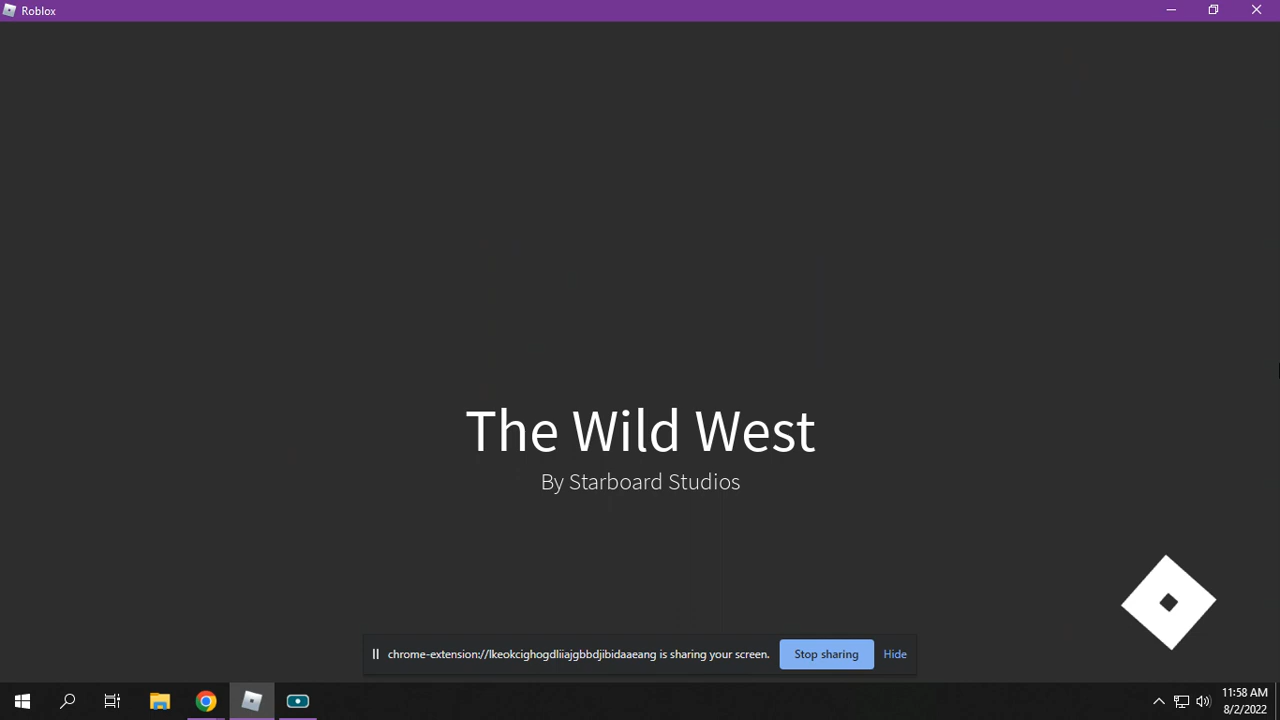 Roblox
The Wild West
By Starboard Studios
chrome-extension://lkeokcighogdliiajgbbdjibidaaeang is sharing your screen.
Stop sharing
Hide
11:58 AM
8/2/2022